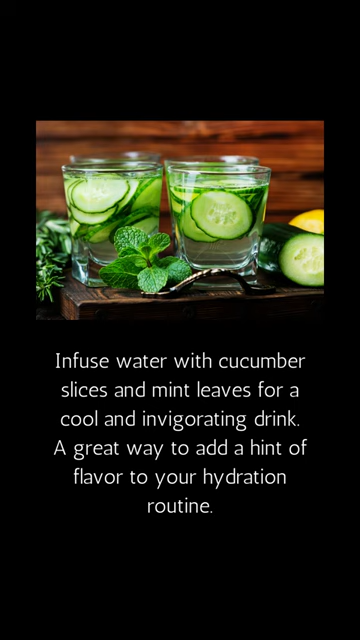 Infuse water with cucumber
slices and mint leaves for a
cool and invigorating drink.
A great way to add a hint of
flavor to your hydration
routine.